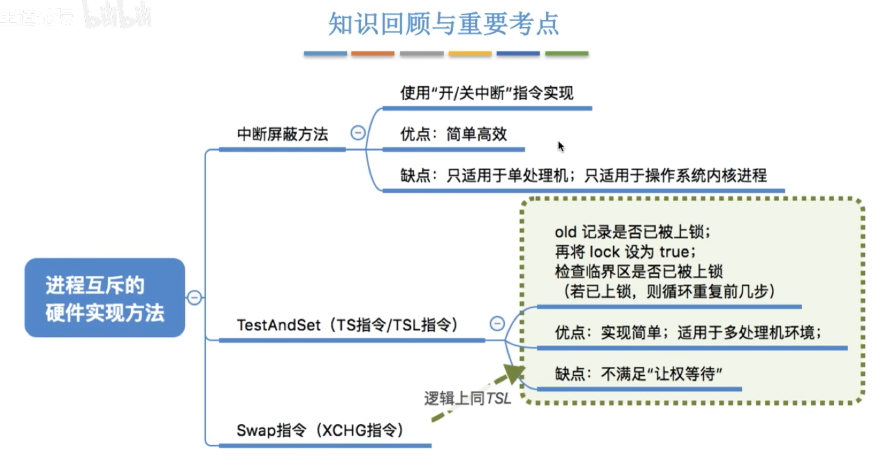 bilibili
知识回顾与重要考点
使用“开/关中断”指令实现
中断屏蔽方法
优点：简单高效
缺点：只适用于单处理机；只适用于操作系统内核进程
old 记录是否已被上锁；
再将 lock 设为 true；
检查临界区是否已被上锁
（若已上锁，则循环重复前几步）
进程互斥的
硬件实现方法
TestAndSet（TS指令/TSL指令）
优点：实现简单；适用于多处理机环境；
缺点：不满足“让权等待”
逻辑上同TSL
Swap指令（XCHG指令）